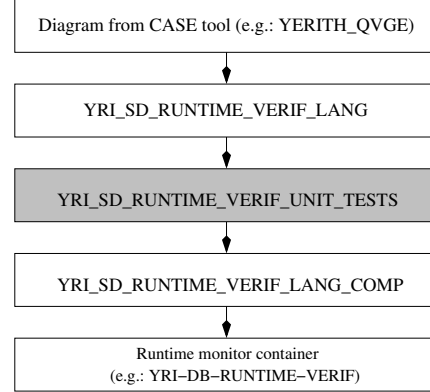 Diagram from CASE tool (e.g.: YERITH_QVGE)
YRI_SD_RUNTIME_VERIF_LANG
YRI_SD_RUNTIME_VERIF_UNIT_TESTS
YRI_SD_RUNTIME_VERIF_LANG_COMP
Runtime monitor container
(e.g.: YRI−DB−RUNTIME−VERIF)